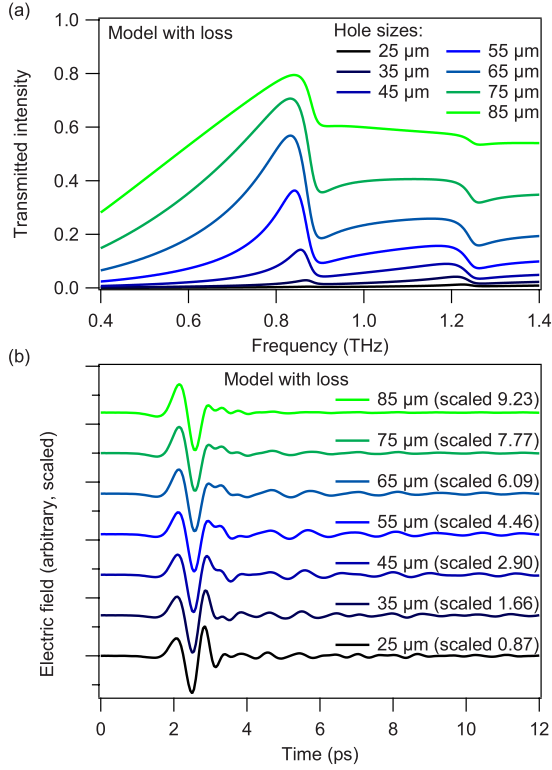 (a)
Model with loss
Hole sizes:
25 µm
35 µm
45 µm
55 µm
65 µm
75 µm
85 µm
Transmitted intensity
1.0
0.8
0.6
0.4
0.2
0.0
0.4
0.6
0.8
1.0
1.2
1.4
Frequency (THz)
(b)
Model with loss
85 µm (scaled 9.23)
75 µm (scaled 7.77)
65 µm (scaled 6.09)
55 µm (scaled 4.46)
45 µm (scaled 2.90)
35 µm (scaled 1.66)
25 µm (scaled 0.87)
Electric field (arbitrary, scaled)
0
2
4
6
8
10
12
Time (ps)